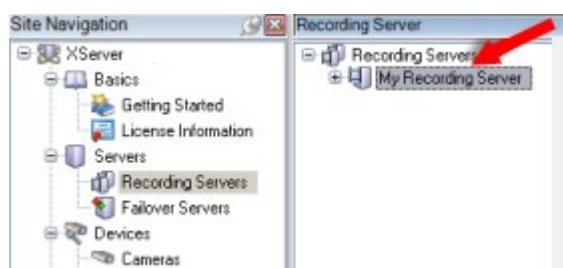 Site Navigation
XServer
Basics
Getting Started
License Information
Servers
Recording Servers
Failover Servers
Devices
Cameras
Recording Server
Recording Servers
My Recording Server